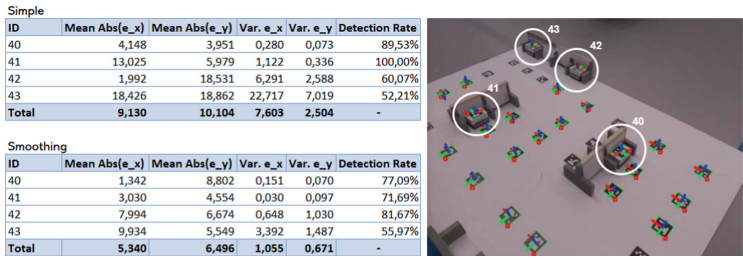 Simple
ID Mean Abs(e_x) Mean Abs(e_y) Var. e_x Var. e_y Detection Rate
40 4,148 3,951 0,280 0,073 89,53%
41 13,025 5,979 1,122 0,336 100,00%
42 1,992 18,531 6,291 2,588 60,07%
43 18,426 18,862 22,717 7,019 52,21%
Total 9,130 10,104 7,603 2,504 -
Smoothing
ID Mean Abs(e_x) Mean Abs(e_y) Var. e_x Var. e_y Detection Rate
40 1,342 8,802 0,151 0,070 77,09%
41 3,030 4,554 0,030 0,097 71,69%
42 7,994 6,674 0,648 1,030 81,67%
43 9,934 5,549 3,392 1,487 55,97%
Total 5,340 6,496 1,055 0,671 -
43
42
41
40